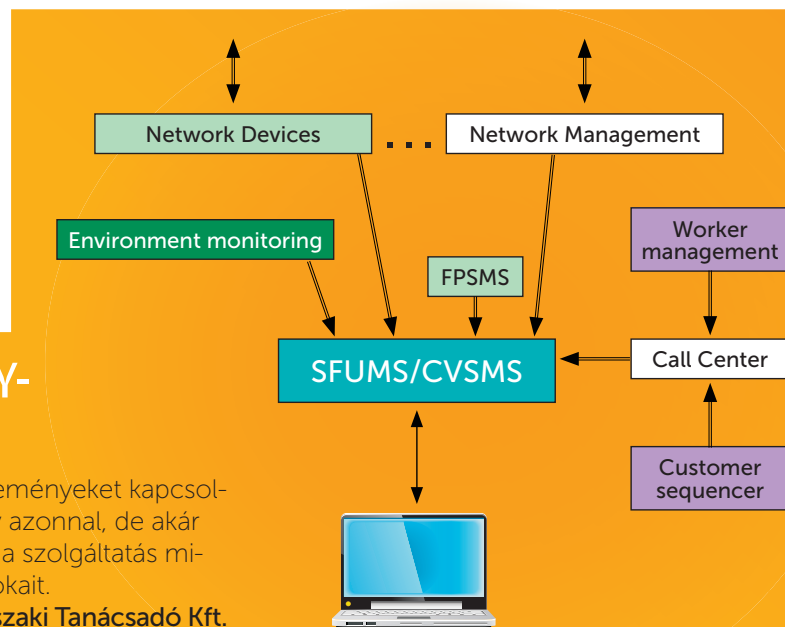 Network Devices
. . . .
Network Management
Environment monitoring
FPSMS
Worker
management
SFUMS/CVSMS
Call Center
Customer
sequencer
Y-
eményeket kapcsol-
azonnal, de akár
a szolgáltatás mi-
okait.
szaki Tanácsadó Kft.